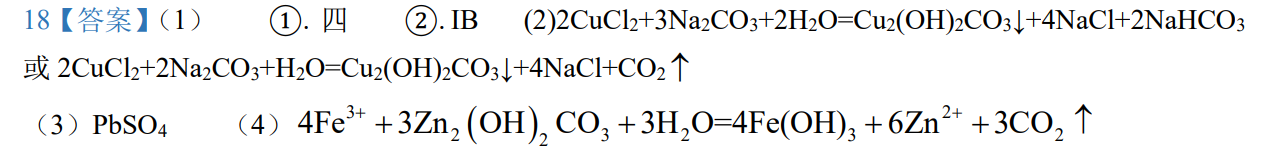 18【答案】（1） ①. 四 ②. IB (2)2CuCl₂+3Na₂CO₃+2H₂O=Cu₂(OH)₂CO₃↓+4NaCl+2NaHCO₃
或 2CuCl₂+2Na₂CO₃+H₂O=Cu₂(OH)₂CO₃↓+4NaCl+CO₂↑
（3）PbSO₄ （4） 4Fe³⁺ +3Zn₂(OH)₂CO₃+3H₂O=4Fe(OH)₃+6Zn²⁺+3CO₂↑